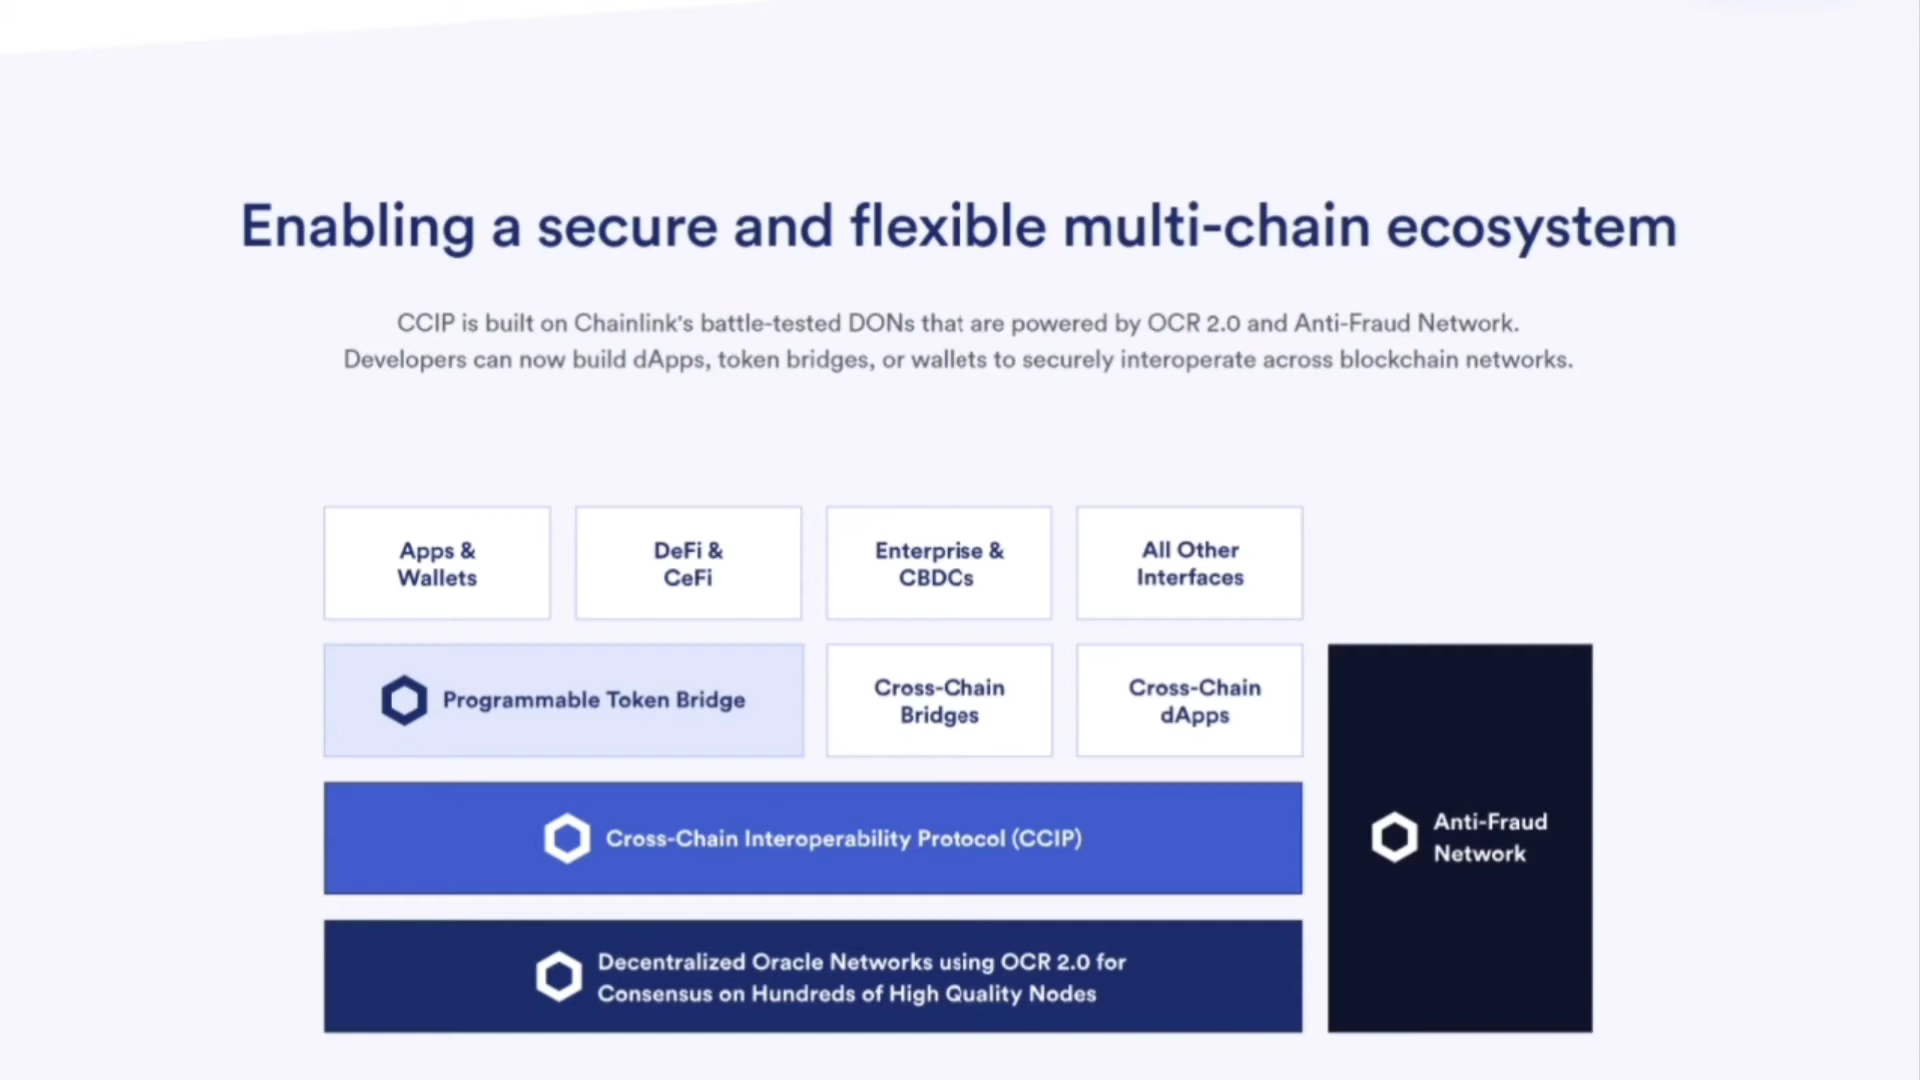 Enabling a secure and flexible multi-chain ecosystem
CCIP is built on Chainlink's battle-tested DONs that are powered by OCR 2.0 and Anti-Fraud Network.
Developers can now build dApps, token bridges, or wallets to securely interoperate across blockchain networks.
Apps &
Wallets
DeFi &
CeFi
Enterprise &
CBDCs
All Other
Interfaces
Programmable Token Bridge
Cross-Chain
Bridges
Cross-Chain
dApps
Cross-Chain Interoperability Protocol (CCIP)
Decentralized Oracle Networks using OCR 2.0 for
Consensus on Hundreds of High Quality Nodes
Anti-Fraud
Network